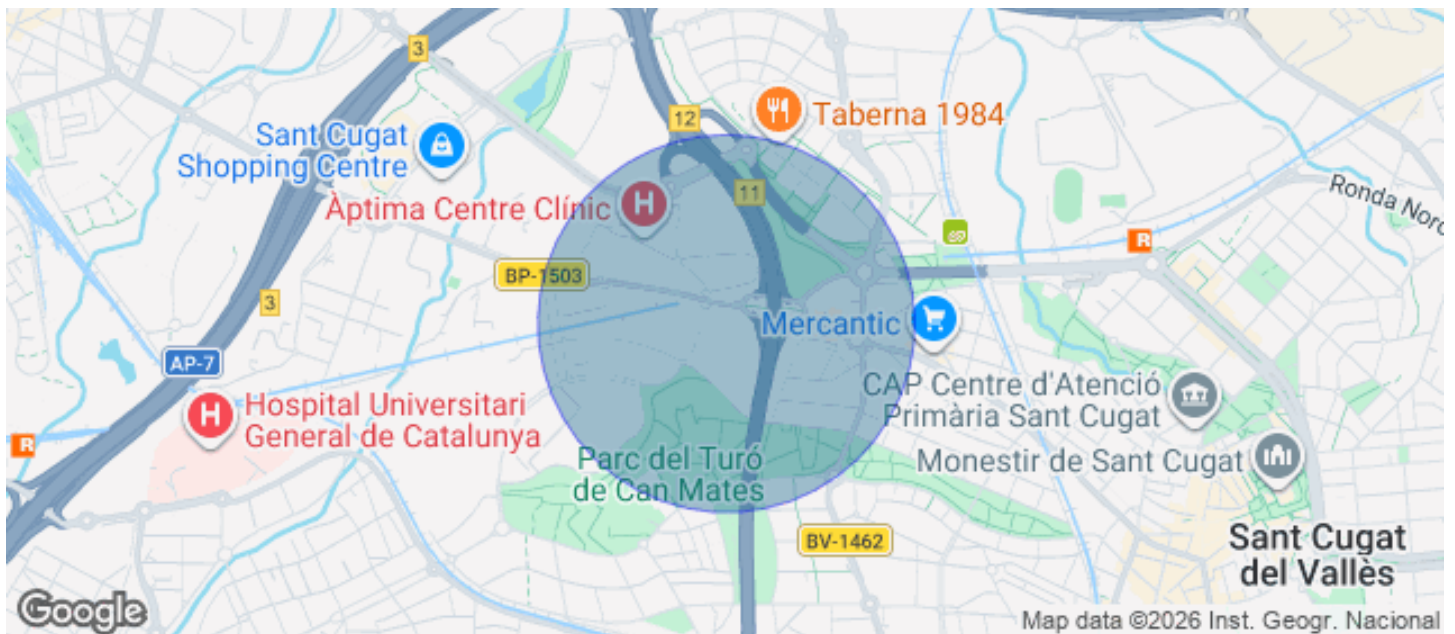 3
12
Taberna 1984
Sant Cugat
Shopping Centre
Àptima Centre Clínic
H
11
Ronda Nord
R
BP-1503
3
Mercantic
AP-7
H
Hospital Universitari
General de Catalunya
CAP Centre d'Atenció
Primària Sant Cugat
R
Parc del Turó
de Can Mates
Monestir de Sant Cugat
BV-1462
Sant Cugat
del Vallès
Google
Map data ©2026 Inst. Geogr. Nacional